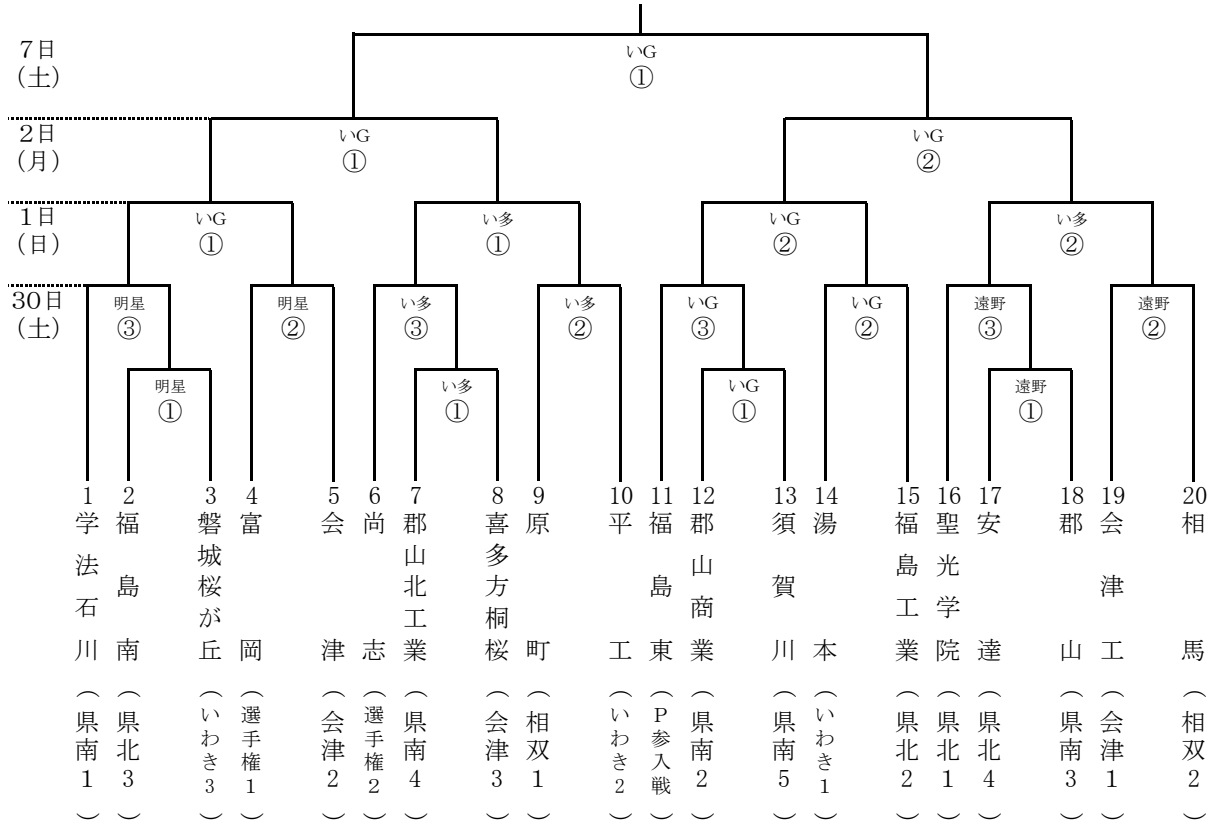 7日
(土)
いG
①
2日
(月)
いG
①
いG
②
1日
(日)
いG
①
い多
①
いG
②
い多
②
30日
(土)
明星
③
明星
②
い多
③
い多
②
いG
③
いG
②
遠野
③
遠野
②
明星
①
い多
①
いG
①
遠野
①
1 学法石川(県南1)
2 福島南(県北3)
3 磐城桜が丘(いわき3)
4 富岡(選手権1)
5 会津(会津2)
6 尚志(選手権2)
7 郡山北工業(県南4)
8 喜多方桐桜(会津3)
9 原町(相双1)
10 平工(いわき2)
11 福島東(P参入戦)
12 郡山商業(県南2)
13 須賀川(県南5)
14 湯本(いわき1)
15 福島工業(県北2)
16 聖光学院(県北1)
17 安達(県北4)
18 郡山(県南3)
19 会津工(会津1)
20 相馬(相双2)